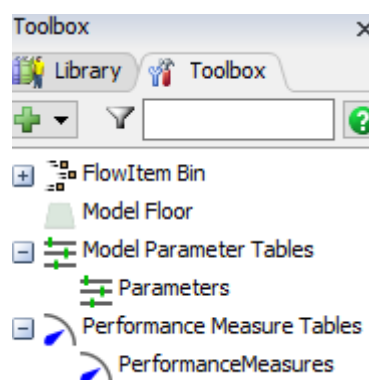 Toolbox
Library Toolbox
FlowItem Bin
Model Floor
Model Parameter Tables
Parameters
Performance Measure Tables
PerformanceMeasures